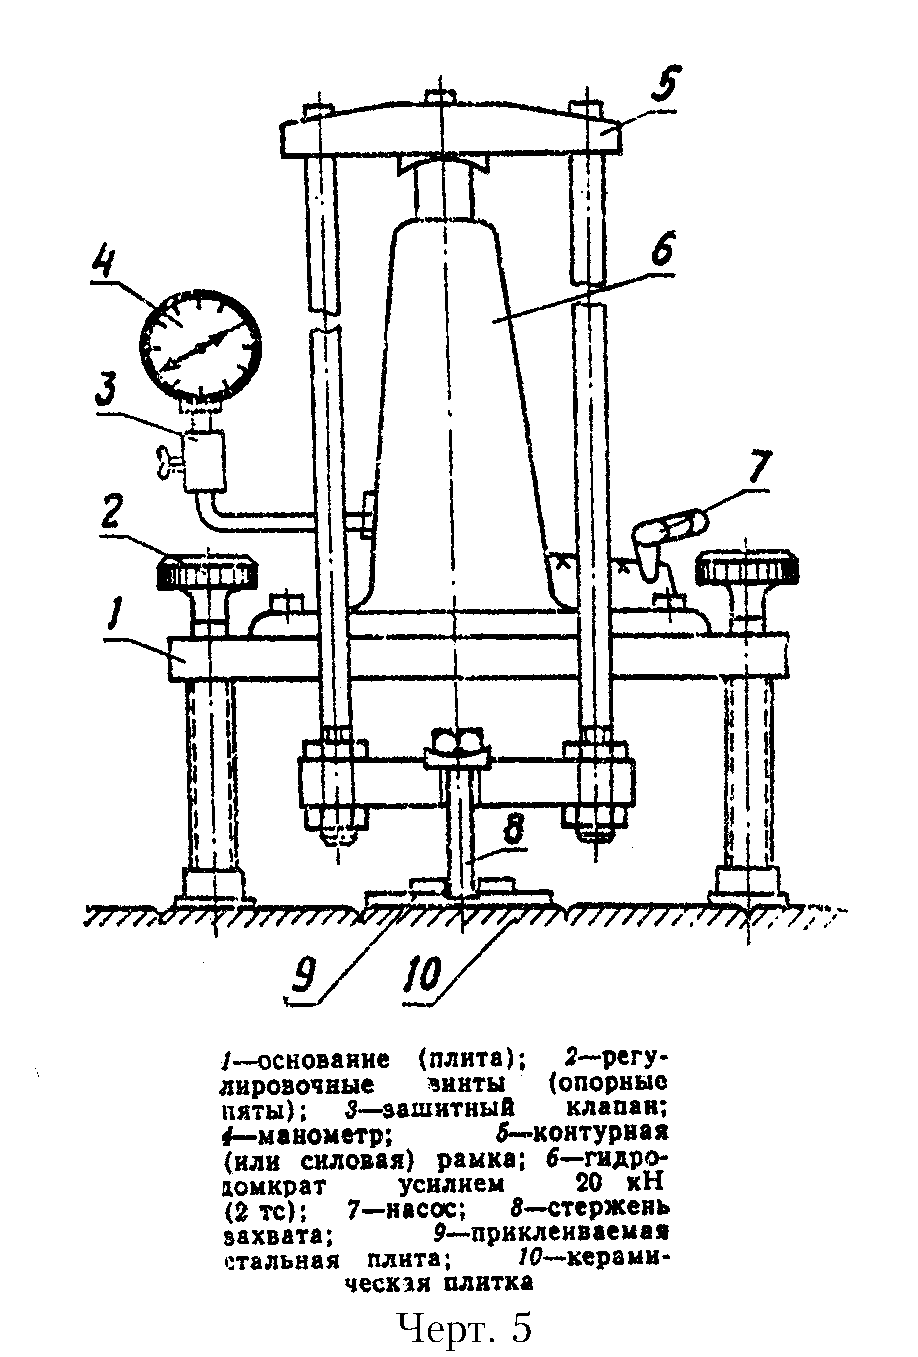 5
6
4
3
7
2
1
8
9
10
1—основание (плита); 2—регу-
лировочные винты (опорные
пяты); 3—зашитный клапан;
4—манометр; 5—контурная
(или силовая) рамка; 6—гидро-
домкрат усилием 20 кН
(2 тс); 7—насос; 8—стержень
захвата; 9—приклеиваемая
стальная плита; 10—керами-
ческая плитка
Черт. 5